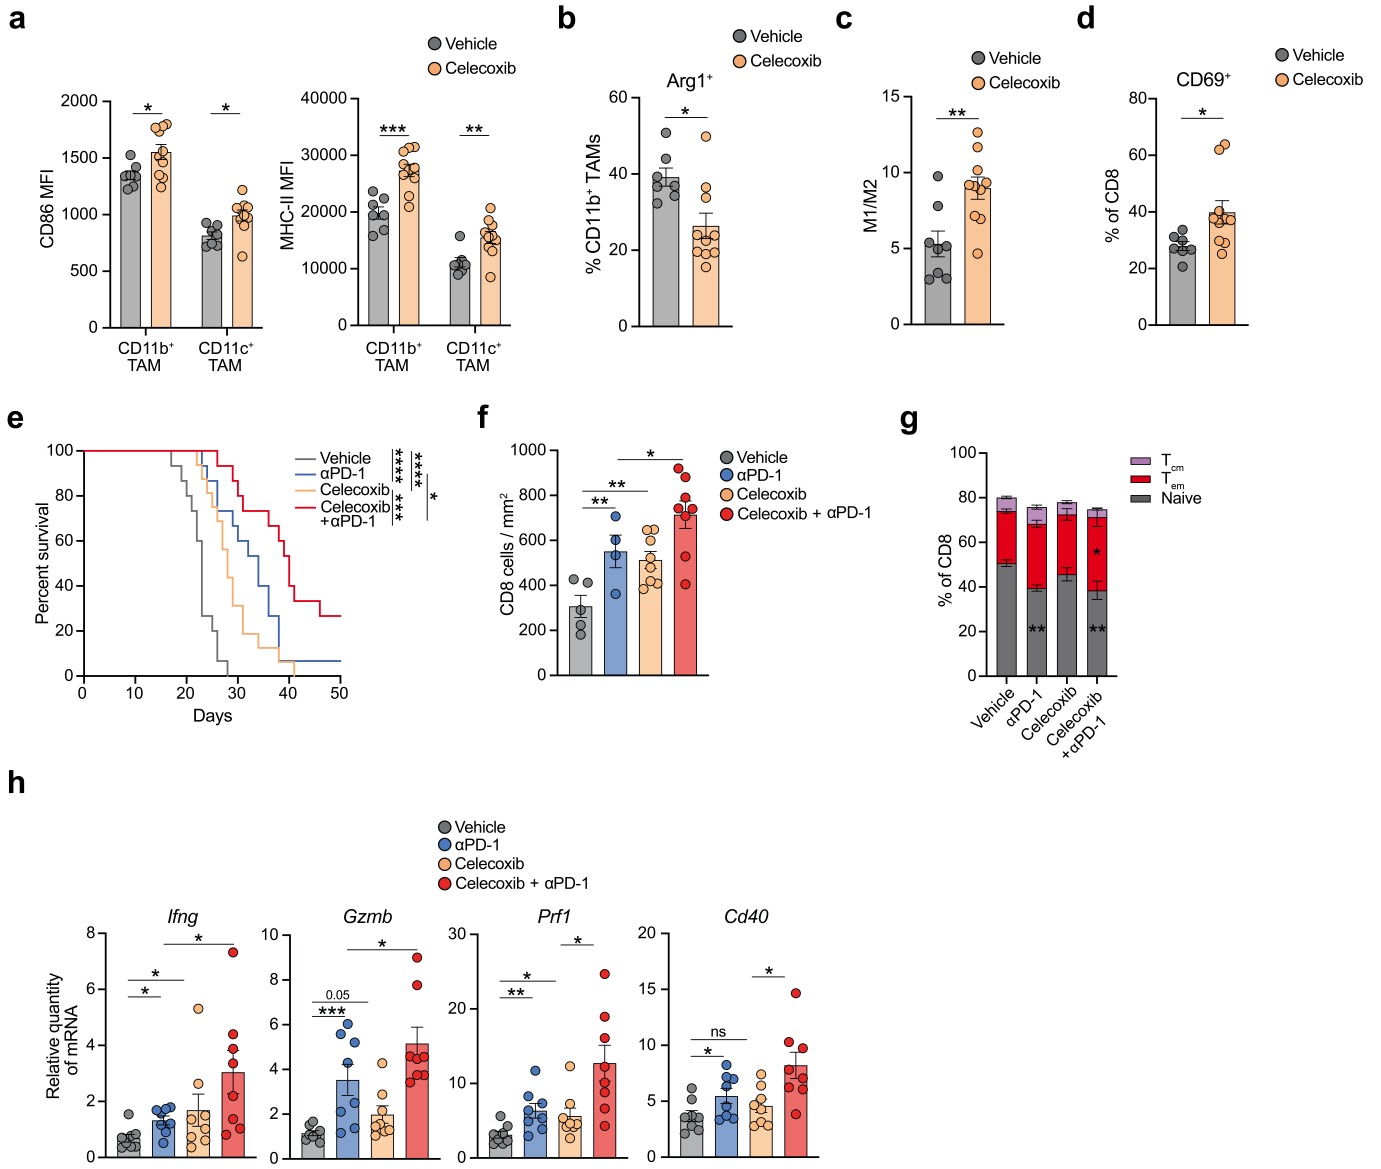 a
Vehicle
Celecoxib
CD86 MFI
2000
1500
1000
500
0
*
*
CD11b⁺
TAM
CD11c⁺
TAM
MHC-II MFI
40000
30000
20000
10000
0
***
**
CD11b⁺
TAM
CD11c⁺
TAM
b
Vehicle
Celecoxib
Arg1⁺
% CD11b⁺ TAMs
60
40
20
0
*
c
Vehicle
Celecoxib
M1/M2
15
10
5
0
**
d
Vehicle
Celecoxib
CD69⁺
% of CD8
80
60
40
20
0
*
e
Percent survival
100
80
60
40
20
0
0 10 20 30 40 50
Days
Vehicle
αPD-1
Celecoxib
Celecoxib
+αPD-1
****
***
****
*
f
CD8 cells / mm²
1000
800
600
400
200
0
**
**
*
Vehicle
αPD-1
Celecoxib
Celecoxib + αPD-1
g
% of CD8
100
80
60
40
20
0
**
*
**
Vehicle
αPD-1
Celecoxib
Celecoxib
+αPD-1
Tcm
Tem
Naive
h
Vehicle
αPD-1
Celecoxib
Celecoxib + αPD-1
Relative quantity
of mRNA
Ifng
8
6
4
2
0
*
*
*
Gzmb
10
8
6
4
2
0
*
0.05
***
Prf1
30
20
10
0
*
*
**
Cd40
20
15
10
5
0
*
ns
*